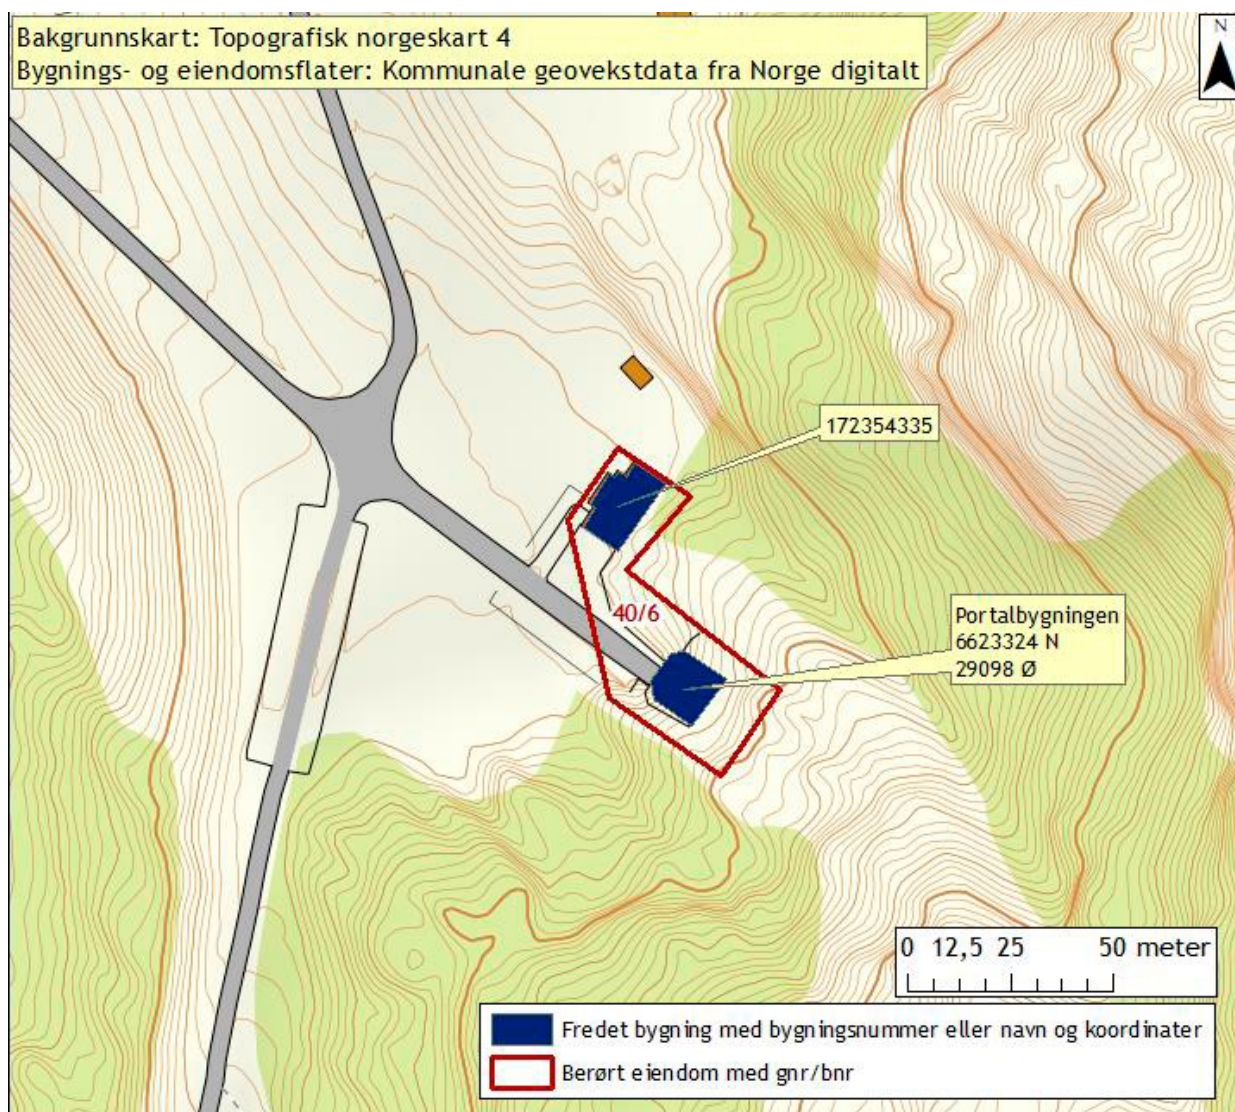 Bakgrunnskart: Topografisk norgeskart 4
Bygnings- og eiendomsflater: Kommunale geovekstdata fra Norge digitalt
N
172354335
40/6
Portalbygningen
6623324 N
29098 Ø
0 12,5 25 50 meter
Fredet bygning med bygningsnummer eller navn og koordinater
Berørt eiendom med gnr/bnr